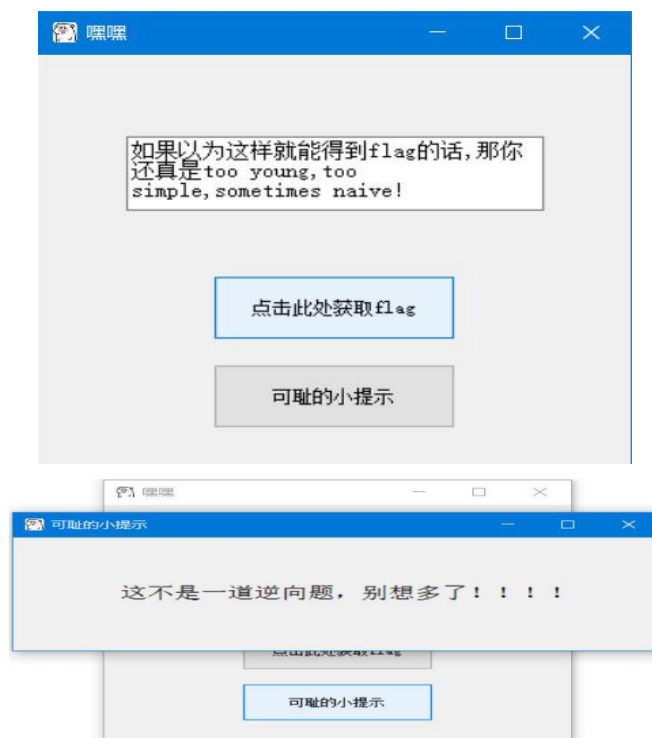 嘿嘿
如果以为这样就能得到flag的话,那你
还真是too young,too
simple,sometimes naive!
点击此处获取flag
可耻的小提示
嘿嘿
可耻的小提示
这不是一道逆向题，别想多了！！！！
点击此处获取flag
可耻的小提示